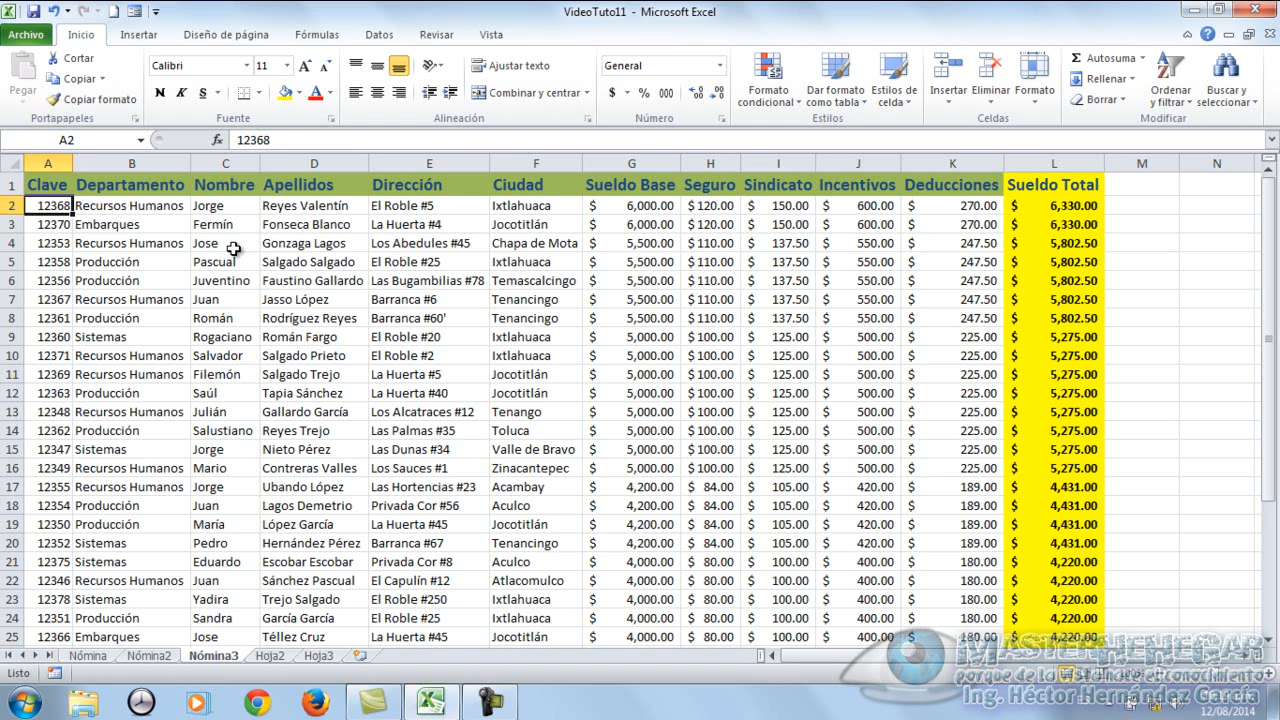 VideoTuto11 - Microsoft Excel
Archivo Inicio Insertar Diseño de página Fórmulas Datos Revisar Vista
Pegar
Cortar
Copiar
Copiar formato
Portapapeles
Calibri 11
N K S
Fuente
Ajustar texto
Combinar y centrar
Alineación
General
$ % 000
Número
Formato condicional
Dar formato como tabla
Estilos de celda
Estilos
Insertar Eliminar Formato
Celdas
Autosuma
Rellenar
Borrar
Ordenar y filtrar
Buscar y seleccionar
Modificar
A2 fx 12368
A B C D E F G H I J K L M N
1 Clave Departamento Nombre Apellidos Dirección Ciudad Sueldo Base Seguro Sindicato Incentivos Deducciones Sueldo Total
2 12368 Recursos Humanos Jorge Reyes Valentín El Roble #5 Ixtlahuaca $ 6,000.00 $ 120.00 $ 150.00 $ 600.00 $ 270.00 $ 6,330.00
3 12370 Embarques Fermín Fonseca Blanco La Huerta #4 Jocotitlán $ 6,000.00 $ 120.00 $ 150.00 $ 600.00 $ 270.00 $ 6,330.00
4 12353 Recursos Humanos Jose Gonzaga Lagos Los Abedules #45 Chapa de Mota $ 5,500.00 $ 110.00 $ 137.50 $ 550.00 $ 247.50 $ 5,802.50
5 12358 Producción Pascual Salgado Salgado El Roble #25 Ixtlahuaca $ 5,500.00 $ 110.00 $ 137.50 $ 550.00 $ 247.50 $ 5,802.50
6 12356 Producción Juventino Faustino Gallardo Las Bugambilias #78 Temascalcingo $ 5,500.00 $ 110.00 $ 137.50 $ 550.00 $ 247.50 $ 5,802.50
7 12367 Recursos Humanos Juan Jasso López Barranca #6 Tenancingo $ 5,500.00 $ 110.00 $ 137.50 $ 550.00 $ 247.50 $ 5,802.50
8 12361 Producción Román Rodríguez Reyes Barranca #60' Tenancingo $ 5,500.00 $ 110.00 $ 137.50 $ 550.00 $ 247.50 $ 5,802.50
9 12360 Sistemas Rogaciano Román Fargo El Roble #20 Ixtlahuaca $ 5,000.00 $ 100.00 $ 125.00 $ 500.00 $ 225.00 $ 5,275.00
10 12371 Recursos Humanos Salvador Salgado Prieto El Roble #2 Ixtlahuaca $ 5,000.00 $ 100.00 $ 125.00 $ 500.00 $ 225.00 $ 5,275.00
11 12369 Recursos Humanos Filemón Salgado Trejo La Huerta #5 Jocotitlán $ 5,000.00 $ 100.00 $ 125.00 $ 500.00 $ 225.00 $ 5,275.00
12 12363 Producción Saúl Tapia Sánchez La Huerta #40 Jocotitlán $ 5,000.00 $ 100.00 $ 125.00 $ 500.00 $ 225.00 $ 5,275.00
13 12348 Recursos Humanos Julián Gallardo García Los Alcatraces #12 Tenango $ 5,000.00 $ 100.00 $ 125.00 $ 500.00 $ 225.00 $ 5,275.00
14 12362 Producción Salustiano Reyes Trejo Las Palmas #35 Toluca $ 5,000.00 $ 100.00 $ 125.00 $ 500.00 $ 225.00 $ 5,275.00
15 12347 Sistemas Jorge Nieto Pérez Las Dunas #34 Valle de Bravo $ 5,000.00 $ 100.00 $ 125.00 $ 500.00 $ 225.00 $ 5,275.00
16 12349 Recursos Humanos Mario Contreras Valles Los Sauces #1 Zinacantepec $ 5,000.00 $ 100.00 $ 125.00 $ 500.00 $ 225.00 $ 5,275.00
17 12355 Recursos Humanos Jorge Ubando López Las Hortencias #23 Acambay $ 4,200.00 $ 84.00 $ 105.00 $ 420.00 $ 189.00 $ 4,431.00
18 12354 Producción Juan Lagos Demetrio Privada Cor #56 Aculco $ 4,200.00 $ 84.00 $ 105.00 $ 420.00 $ 189.00 $ 4,431.00
19 12350 Producción María López García La Huerta #45 Jocotitlán $ 4,200.00 $ 84.00 $ 105.00 $ 420.00 $ 189.00 $ 4,431.00
20 12352 Sistemas Pedro Hernández Pérez Barranca #67 Tenancingo $ 4,200.00 $ 84.00 $ 105.00 $ 420.00 $ 189.00 $ 4,431.00
21 12375 Sistemas Eduardo Escobar Escobar Privada Cor #8 Aculco $ 4,000.00 $ 80.00 $ 100.00 $ 400.00 $ 180.00 $ 4,220.00
22 12346 Recursos Humanos Juan Sánchez Pascual El Capulín #12 Atlacomulco $ 4,000.00 $ 80.00 $ 100.00 $ 400.00 $ 180.00 $ 4,220.00
23 12378 Sistemas Yadira Trejo Salgado El Roble #250 Ixtlahuaca $ 4,000.00 $ 80.00 $ 100.00 $ 400.00 $ 180.00 $ 4,220.00
24 12351 Producción Sandra García García El Roble #25 Ixtlahuaca $ 4,000.00 $ 80.00 $ 100.00 $ 400.00 $ 180.00 $ 4,220.00
25 12366 Embarques Jose Téllez Cruz La Huerta #45 Jocotitlán $ 4,000.00 $ 80.00 $ 100.00 $ 400.00 $ 180.00 $ 4,220.00
Nómina Nómina2 Nómina3 Hoja2 Hoja3
MASTERHEHEGAR
Listo
Ing. Héctor Hernández García
12/08/2014